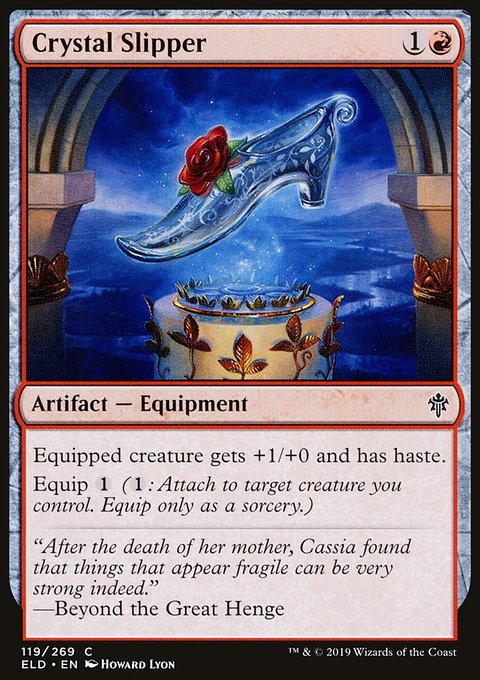 Crystal Slipper 1
Artifact — Equipment
Equipped creature gets +1/+0 and has haste.
Equip 1 (1: Attach to target creature you
control. Equip only as a sorcery.)
“After the death of her mother, Cassia found
that things that appear fragile can be very
strong indeed.”
—Beyond the Great Henge
119/269 C
ELD • EN Howard Lyon
™ & © 2019 Wizards of the Coast